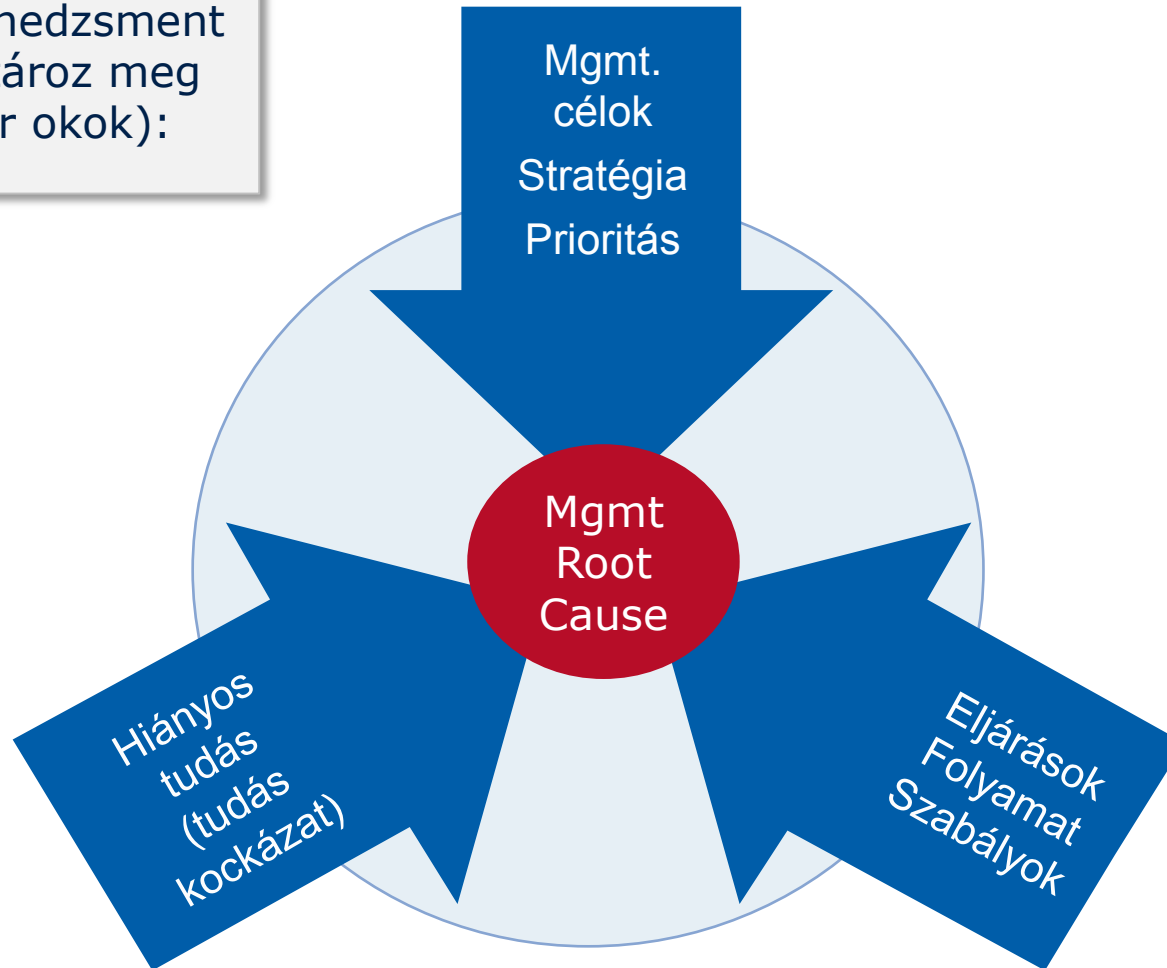 nedzsment
ároz meg
r okok):
Mgmt.
célok
Stratégia
Prioritás
Mgmt
Root
Cause
Hiányos
tudás
(tudás
kockázat)
Eljárások
Folyamat
Szabályok